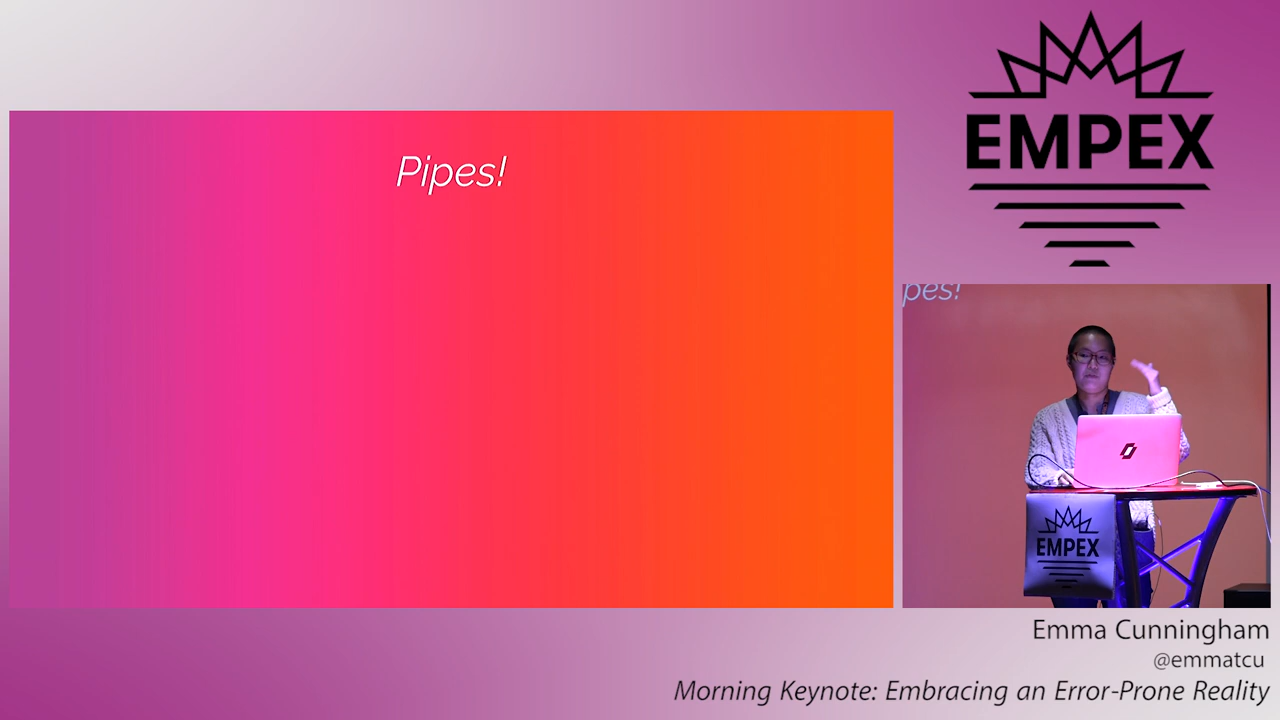 Pipes!
EMPEX
pes!
EMPEX
Emma Cunningham
@emmatcu
Morning Keynote: Embracing an Error-Prone Reality